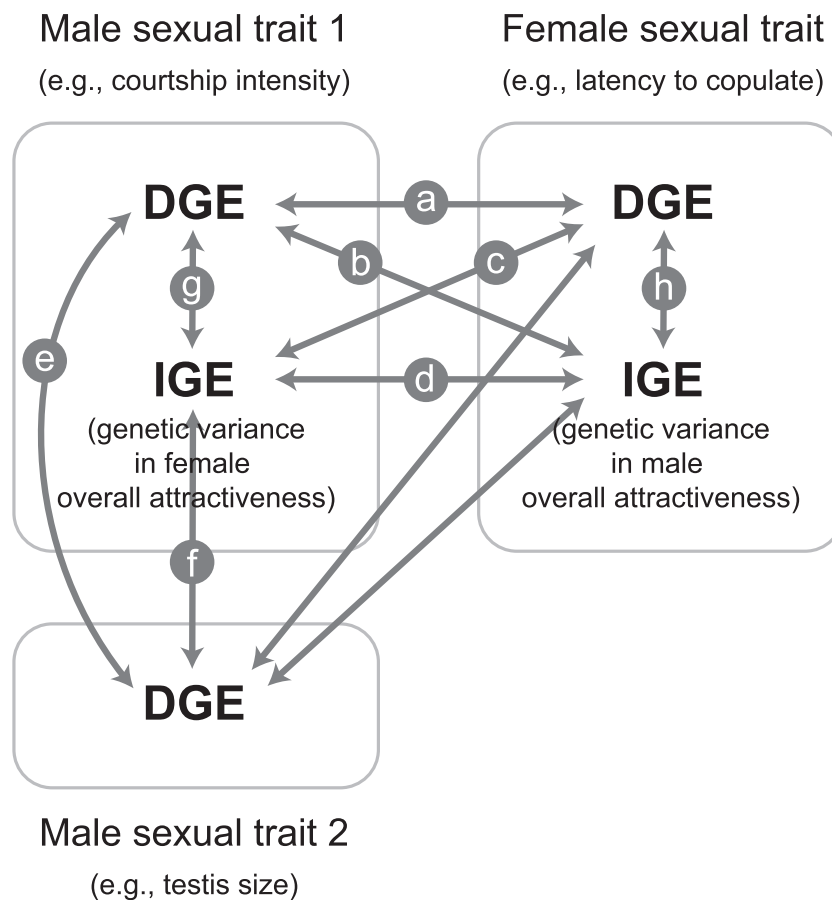 Male sexual trait 1
(e.g., courtship intensity)
Female sexual trait
(e.g., latency to copulate)
DGE
a
DGE
b
c
g
h
e
IGE
d
IGE
(genetic variance
in female
overall attractiveness)
(genetic variance
in male
overall attractiveness)
f
DGE
Male sexual trait 2
(e.g., testis size)